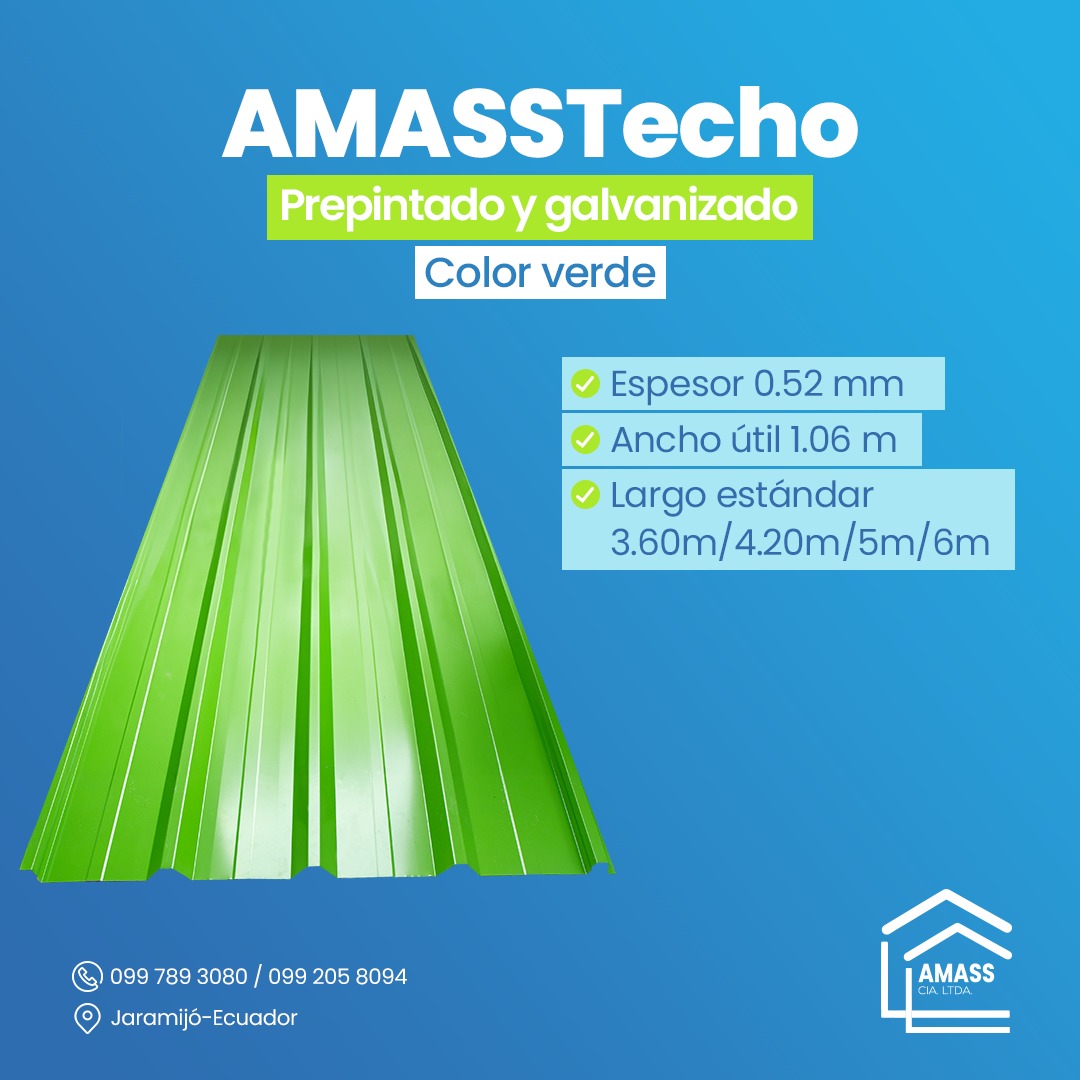 AMASSTecho
Prepintado y galvanizado
Color verde
Espesor 0.52 mm
Ancho útil 1.06 m
Largo estándar
3.60m/4.20m/5m/6m
099 789 3080 / 099 205 8094
Jaramijó-Ecuador
AMASS
CIA. LTDA.